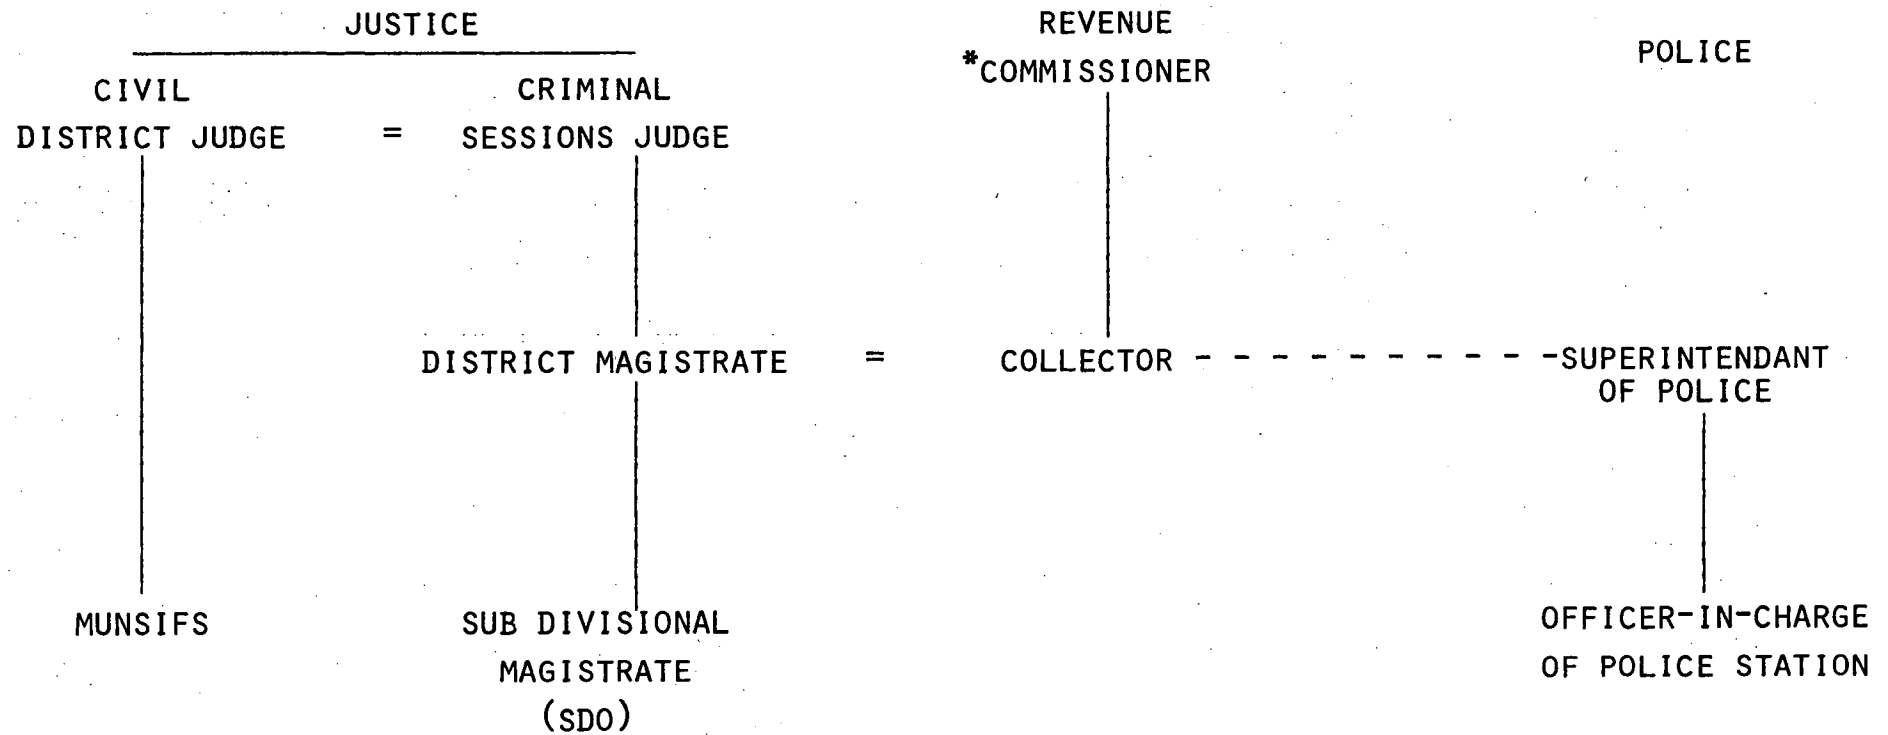 JUSTICE
REVENUE
*COMMISSIONER
POLICE
CIVIL
CRIMINAL
DISTRICT JUDGE = SESSIONS JUDGE
DISTRICT MAGISTRATE = COLLECTOR - - - - - - - - - - -SUPERINTENDANT
OF POLICE
MUNSIFS
SUB DIVISIONAL
MAGISTRATE
(SDO)
OFFICER-IN-CHARGE
OF POLICE STATION